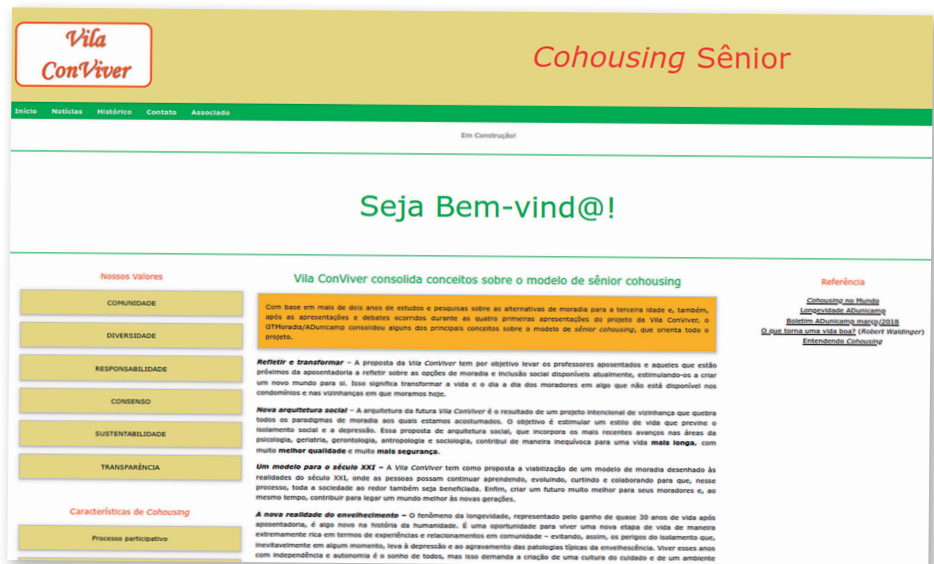 Vila
ConViver
Cohousing Sênior
Início Notícias Histórico Contato Associado
Em Construção!
Seja Bem-vind@!
Nossos Valores
COMUNIDADE
DIVERSIDADE
RESPONSABILIDADE
CONSENSO
SUSTENTABILIDADE
TRANSPARÊNCIA
Características de Cohousing
Processo participativo
Vila ConViver consolida conceitos sobre o modelo de sênior cohousing
Com base em mais de dois anos de estudos e pesquisas sobre as alternativas de moradia para a terceira idade e, também,
após as apresentações e debates ocorridos durante as quatro primeiras apresentações do projeto da Vila ConViver, o
GTMoradia/ADunicamp consolidou alguns dos principais conceitos sobre o modelo de sênior cohousing, que orienta todo o
projeto.
Refletir e transformar – A proposta da Vila ConViver tem por objetivo levar os professores aposentados e aqueles que estão
próximos da aposentadoria a refletir sobre as opções de moradia e inclusão social disponíveis atualmente, estimulando-os a criar
um novo mundo para si. Isso significa transformar a vida e o dia a dia dos moradores em algo que não está disponível nos
condomínios e nas vizinhanças em que moramos hoje.
Nova arquitetura social – A arquitetura da futura Vila ConViver é o resultado de um projeto intencional de vizinhança que quebra
todos os paradigmas de moradia aos quais estamos acostumados. O objetivo é estimular um estilo de vida que previne o
isolamento social e a depressão. Essa proposta de arquitetura social, que incorpora os mais recentes avanços nas áreas da
psicologia, geriatria, gerontologia, antropologia e sociologia, contribui de maneira inequívoca para uma vida mais longa, com
muito melhor qualidade e muito mais segurança.
Um modelo para o século XXI – A Vila ConViver tem como proposta a viabilização de um modelo de moradia desenhado às
realidades do século XXI, onde as pessoas possam continuar aprendendo, evoluindo, curtindo e colaborando para que, nesse
processo, toda a sociedade ao redor também seja beneficiada. Enfim, criar um futuro muito melhor para seus moradores e, ao
mesmo tempo, contribuir para legar um mundo melhor às novas gerações.
A nova realidade do envelhecimento – O fenômeno da longevidade, representado pelo ganho de quase 30 anos de vida após
aposentadoria, é algo novo na história da humanidade. É uma oportunidade para viver uma nova etapa de vida de maneira
extremamente rica em termos de experiências e relacionamentos em comunidade – evitando, assim, os perigos do isolamento que,
inevitavelmente em algum momento, leva à depressão e ao agravamento das patologias típicas da envelhescência. Viver esses anos
com independência e autonomia é o sonho de todos, mas isso demanda a criação de uma cultura do cuidado e de um ambiente
Referência
Cohousing no Mundo
Longevidade ADunicamp
Boletim ADunicamp março/2018
O que torna uma vida boa? (Robert Waldinger)
Entendendo Cohousing